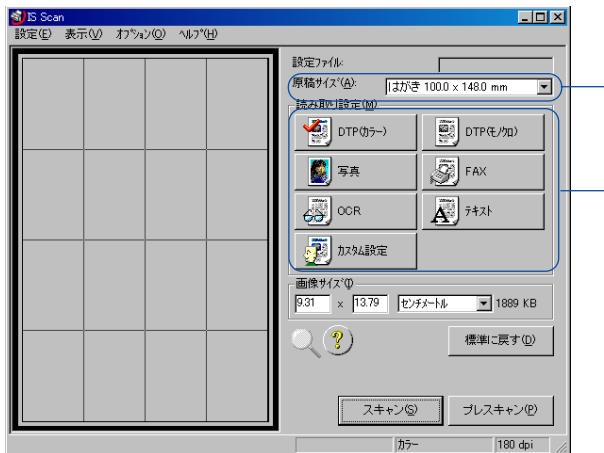 IS Scan
設定(E) 表示(V) オプション(O) ヘルプ(H)
設定ファイル:
原稿サイズ(A): はがき 100.0 x 148.0 mm
読み取り設定(M)
DTP(カラー) DTP(モノクロ)
写真 FAX
OCR テキスト
カスタム設定
画像サイズ(I)
9.31 x 13.79 センチメートル 1889 KB
標準に戻す(D)
スキャン(S) プレスキャン(P)
カラー 180 dpi